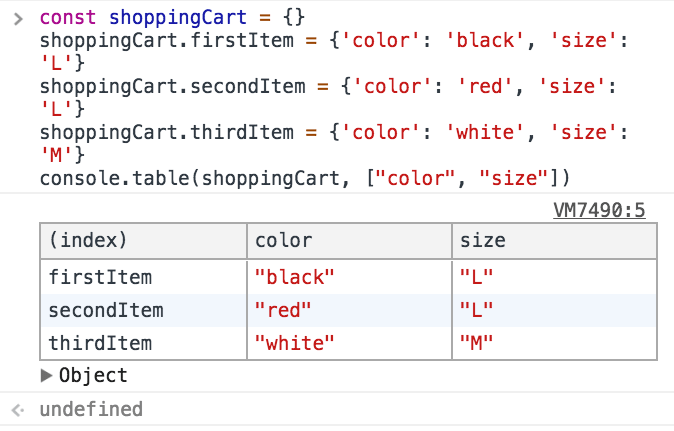 const shoppingCart = {}
shoppingCart.firstItem = {'color': 'black', 'size':
'L'}
shoppingCart.secondItem = {'color': 'red', 'size':
'L'}
shoppingCart.thirdItem = {'color': 'white', 'size':
'M'}
console.table(shoppingCart, ["color", "size"])
VM7490:5
(index) color size
firstItem "black" "L"
secondItem "red" "L"
thirdItem "white" "M"
Object
undefined